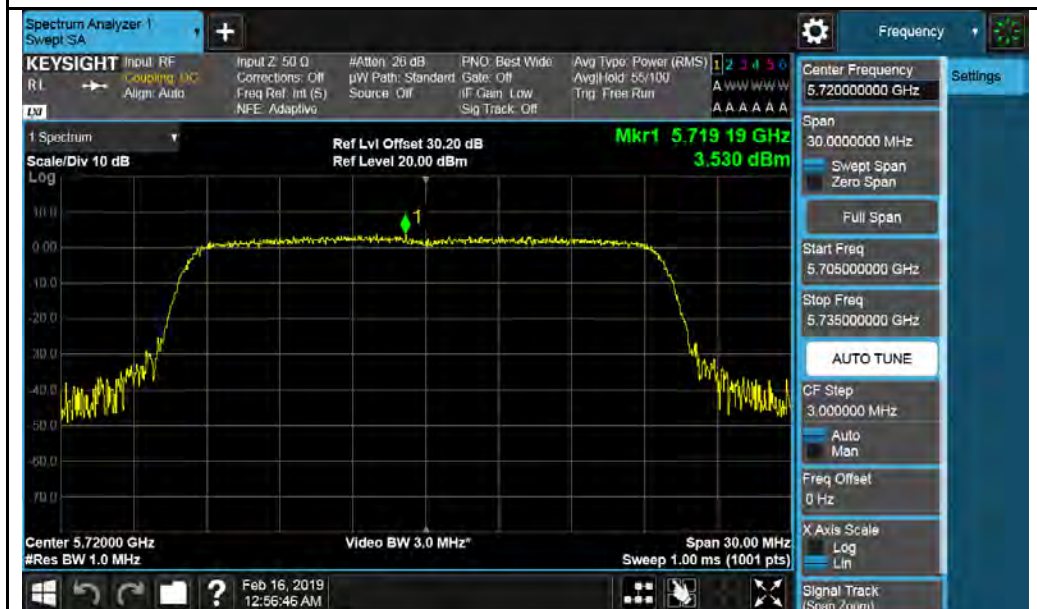 Spectrum Analyzer 1
Swept SA
+
Frequency
KEYSIGHT Input: RF
RL
Coupling: DC
Align: Auto
LXI
Input Z: 50 Ω
Corrections: Off
Freq Ref: Int (S)
NFE: Adaptive
#Atten: 26 dB
µW Path: Standard
Source: Off
PNO: Best Wide
Gate: Off
IF Gain: Low
Sig Track: Off
Avg Type: Power (RMS)
Avg|Hold: 55/100
Trig: Free Run
1 2 3 4 5 6
A W W W W W
A A A A A A
Center Frequency
5.720000000 GHz
Settings
Span
30.0000000 MHz
Swept Span
Zero Span
Full Span
Start Freq
5.705000000 GHz
Stop Freq
5.735000000 GHz
AUTO TUNE
CF Step
3.000000 MHz
Auto
Man
Freq Offset
0 Hz
X Axis Scale
Log
Lin
Signal Track
(Span Zoom)
1 Spectrum
Scale/Div 10 dB
Log
Ref Lvl Offset 30.20 dB
Ref Level 20.00 dBm
Mkr1 5.719 19 GHz
3.530 dBm
1
10.0
0.00
-10.0
-20.0
-30.0
-40.0
-50.0
-60.0
-70.0
Center 5.72000 GHz
#Res BW 1.0 MHz
Video BW 3.0 MHz*
Span 30.00 MHz
Sweep 1.00 ms (1001 pts)
?
Feb 16, 2019
12:56:46 AM